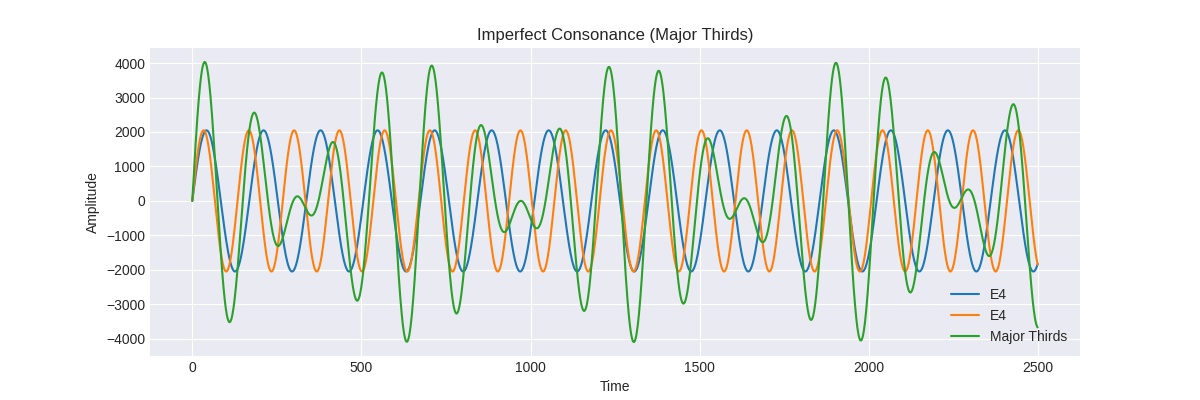 Imperfect Consonance (Major Thirds)
4000
3000
2000
1000
0
−1000
−2000
−3000
−4000
Amplitude
E4
E4
Major Thirds
0 500 1000 1500 2000 2500
Time